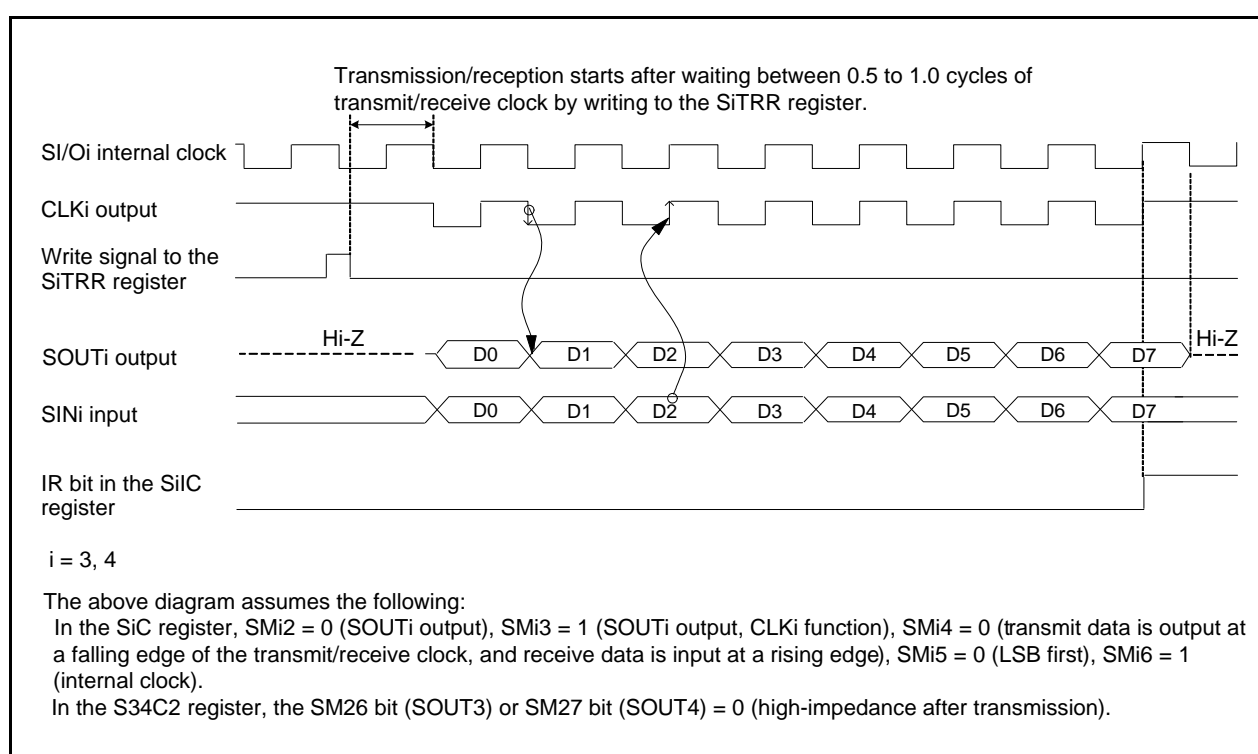 Transmission/reception starts after waiting between 0.5 to 1.0 cycles of
transmit/receive clock by writing to the SiTRR register.
SI/Oi internal clock
CLKi output
Write signal to the
SiTRR register
Hi-Z
Hi-Z
SOUTi output
D0 D1 D2 D3 D4 D5 D6 D7
SINi input
D0 D1 D2 D3 D4 D5 D6 D7
IR bit in the SiIC
register
i = 3, 4
The above diagram assumes the following:
In the SiC register, SMi2 = 0 (SOUTi output), SMi3 = 1 (SOUTi output, CLKi function), SMi4 = 0 (transmit data is output at
a falling edge of the transmit/receive clock, and receive data is input at a rising edge), SMi5 = 0 (LSB first), SMi6 = 1
(internal clock).
In the S34C2 register, the SM26 bit (SOUT3) or SM27 bit (SOUT4) = 0 (high-impedance after transmission).